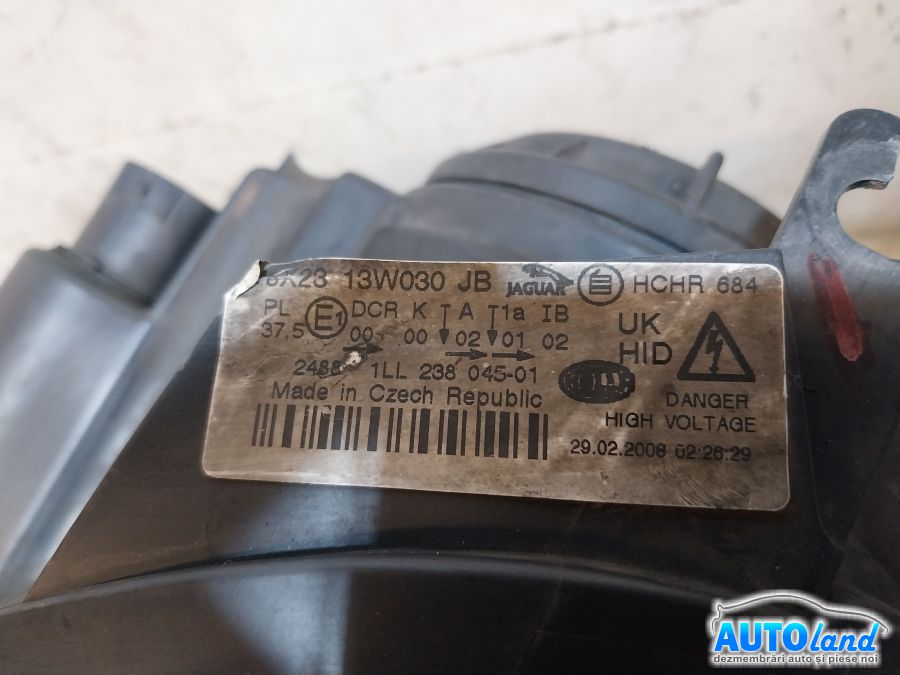 13W030 JB JAGUAR HCHR 684
PL E1 DCR K T A T1a IB
37,5 00 00 02 01 02
UK
HID
1LL 238 045-01 HELLA
Made in Czech Republic
DANGER
HIGH VOLTAGE
29.02.2008 02:26:29
AUTOland
dezmembrări auto și piese noi